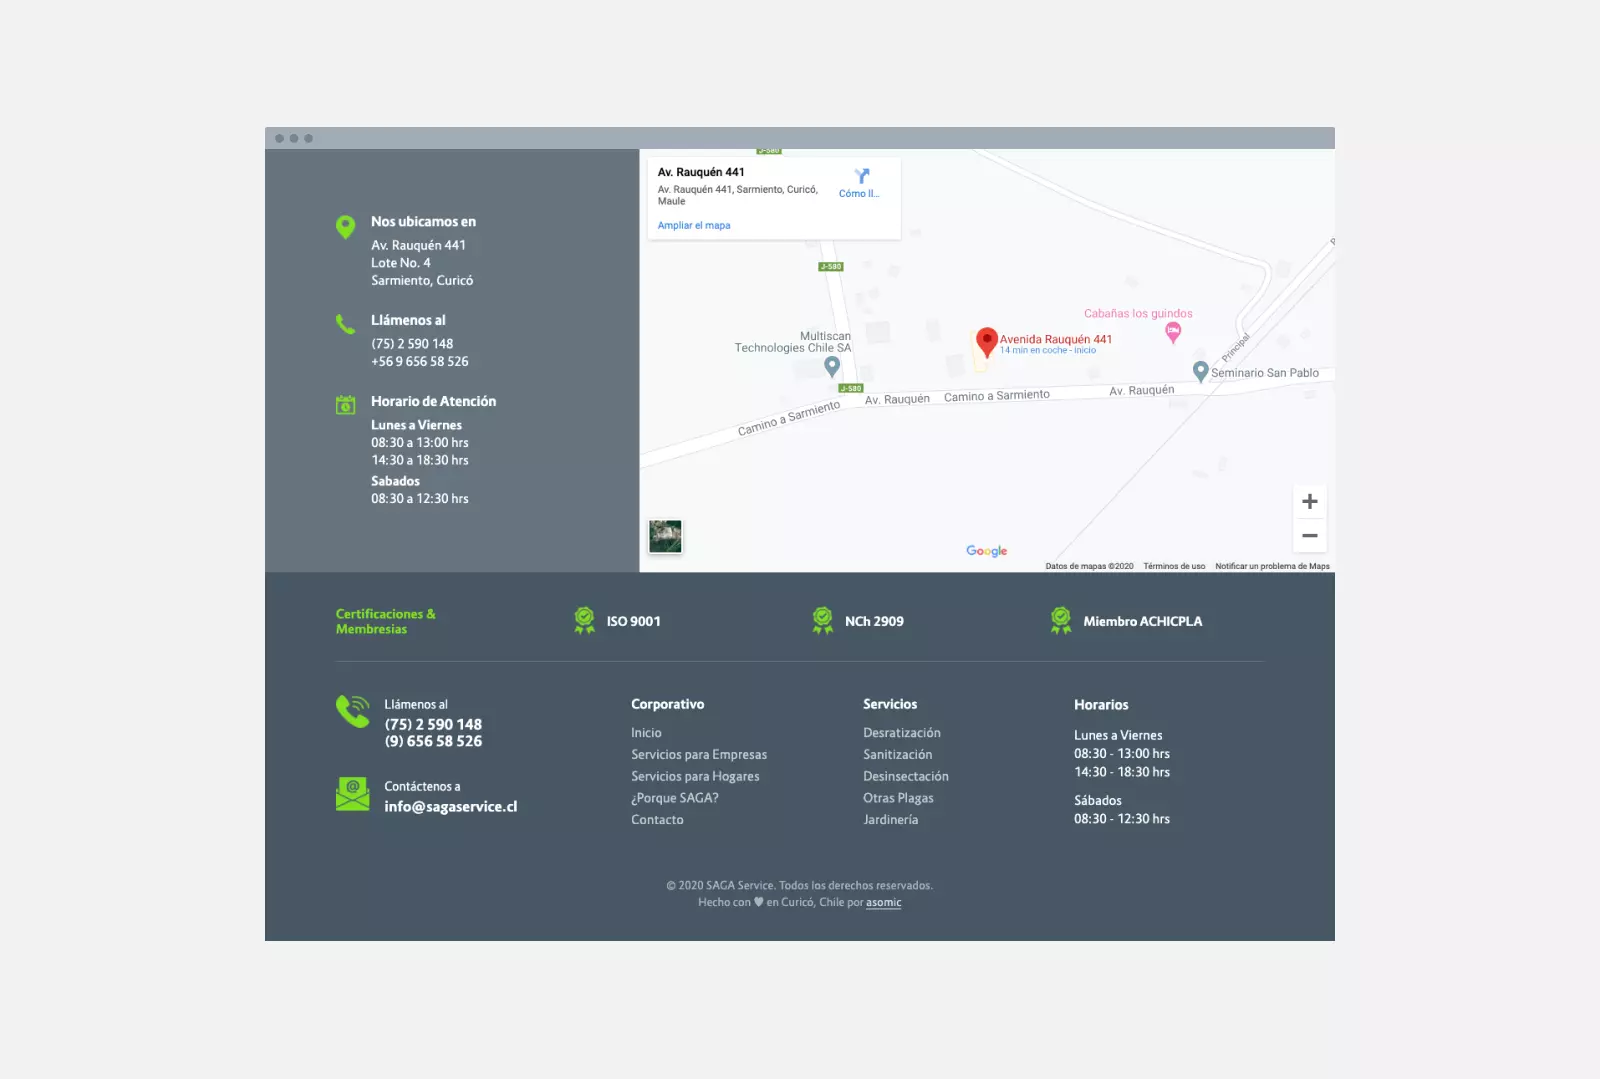 Nos ubicamos en
Av. Rauquén 441
Lote No. 4
Sarmiento, Curicó
Llámenos al
(75) 2 590 148
+56 9 656 58 526
Horario de Atención
Lunes a Viernes
08:30 a 13:00 hrs
14:30 a 18:30 hrs
Sabados
08:30 a 12:30 hrs
J-580
Av. Rauquén 441
Av. Rauquén 441, Sarmiento, Curicó,
Maule
Cómo ll...
Ampliar el mapa
J-580
Cabañas los guindos
Multiscan
Technologies Chile SA
Avenida Rauquén 441
14 min en coche - inicio
Principal
Seminario San Pablo
J-580
Camino a Sarmiento
Av. Rauquén
Camino a Sarmiento
Av. Rauquén
Google
Datos de mapas ©2020
Términos de uso
Notificar un problema de Maps
Certificaciones &
Membresias
ISO 9001
NCh 2909
Miembro ACHICPLA
Llámenos al
(75) 2 590 148
(9) 656 58 526
Contáctenos a
info@sagaservice.cl
Corporativo
Inicio
Servicios para Empresas
Servicios para Hogares
¿Porque SAGA?
Contacto
Servicios
Desratización
Sanitización
Desinsectación
Otras Plagas
Jardinería
Horarios
Lunes a Viernes
08:30 - 13:00 hrs
14:30 - 18:30 hrs
Sábados
08:30 - 12:30 hrs
© 2020 SAGA Service. Todos los derechos reservados.
Hecho con ♥ en Curicó, Chile por asomic